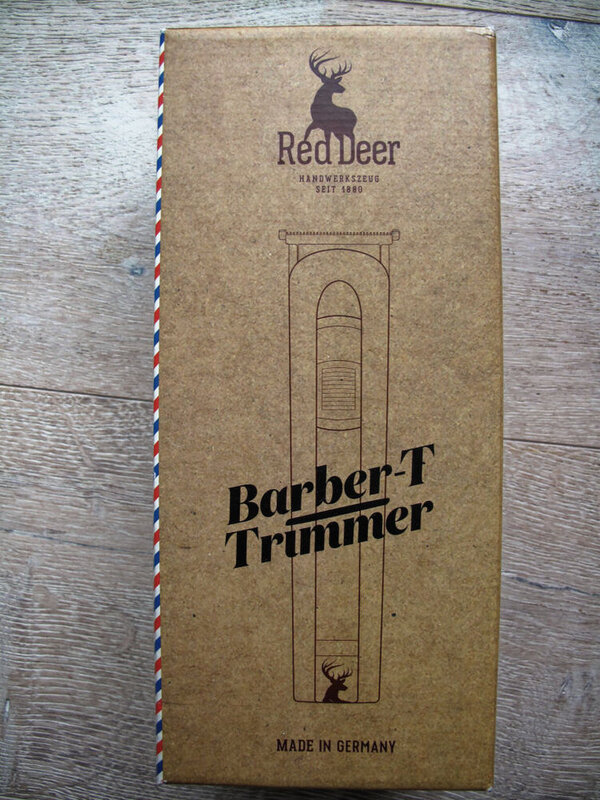 Red Deer
HANDWERKSZEUG
SEIT 1880
Barber-T
Trimmer
MADE IN GERMANY